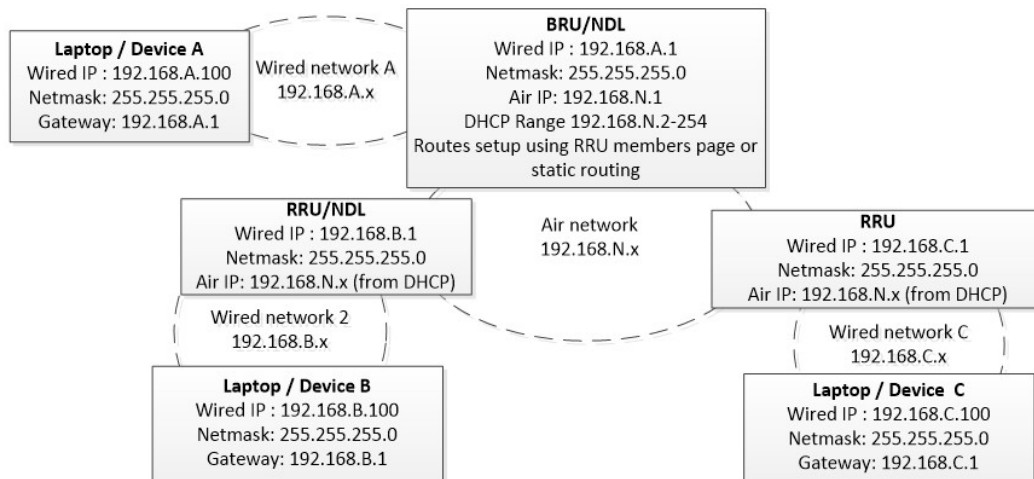 Laptop / Device A
Wired IP : 192.168.A.100
Netmask: 255.255.255.0
Gateway: 192.168.A.1
Wired network A
192.168.A.x
BRU/NDL
Wired IP : 192.168.A.1
Netmask: 255.255.255.0
Air IP: 192.168.N.1
DHCP Range 192.168.N.2-254
Routes setup using RRU members page or
static routing
RRU/NDL
Wired IP : 192.168.B.1
Netmask: 255.255.255.0
Air IP: 192.168.N.x (from DHCP)
Air network
192.168.N.x
RRU
Wired IP : 192.168.C.1
Netmask: 255.255.255.0
Air IP: 192.168.N.x (from DHCP)
Wired network 2
192.168.B.x
Wired network C
192.168.C.x
Laptop / Device B
Wired IP : 192.168.B.100
Netmask: 255.255.255.0
Gateway: 192.168.B.1
Laptop / Device  C
Wired IP : 192.168.C.100
Netmask: 255.255.255.0
Gateway: 192.168.C.1